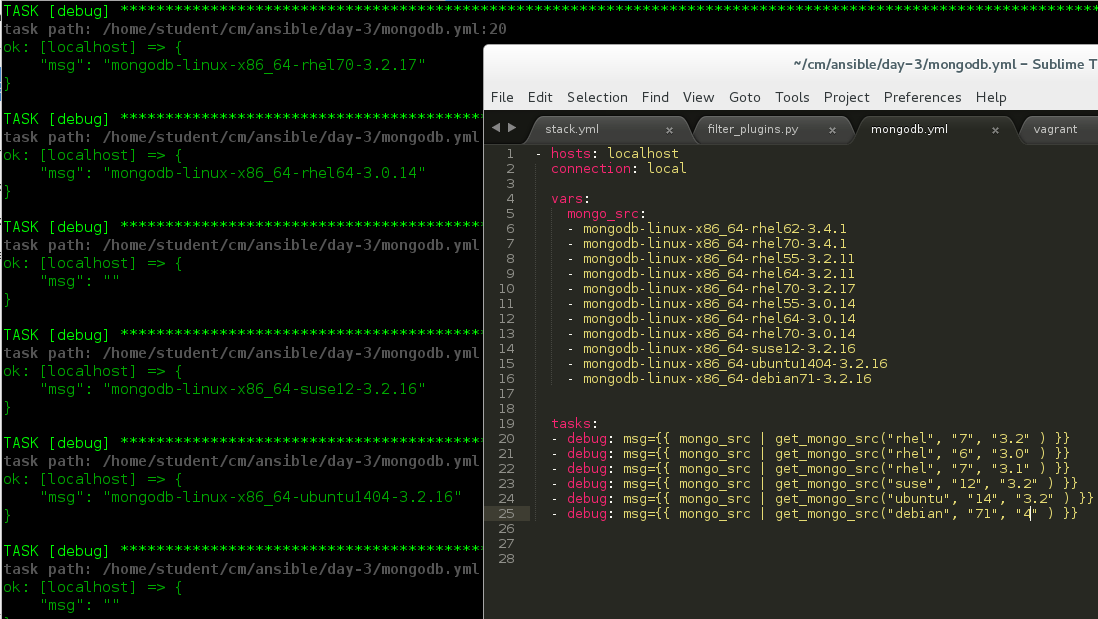 TASK [debug] ****************************************************************************************************
task path: /home/student/cm/ansible/day-3/mongodb.yml:20
ok: [localhost] => {
    "msg": "mongodb-linux-x86_64-rhel70-3.2.17"
}
TASK [debug] ****************************************
task path: /home/student/cm/ansible/day-3/mongodb.yml
ok: [localhost] => {
    "msg": "mongodb-linux-x86_64-rhel64-3.0.14"
}
TASK [debug] ****************************************
task path: /home/student/cm/ansible/day-3/mongodb.yml
ok: [localhost] => {
    "msg": ""
}
TASK [debug] ****************************************
task path: /home/student/cm/ansible/day-3/mongodb.yml
ok: [localhost] => {
    "msg": "mongodb-linux-x86_64-suse12-3.2.16"
}
TASK [debug] ****************************************
task path: /home/student/cm/ansible/day-3/mongodb.yml
ok: [localhost] => {
    "msg": "mongodb-linux-x86_64-ubuntu1404-3.2.16"
}
TASK [debug] ****************************************
task path: /home/student/cm/ansible/day-3/mongodb.yml
ok: [localhost] => {
    "msg": ""
~/cm/ansible/day-3/mongodb.yml – Sublime T
File Edit Selection Find View Goto Tools Project Preferences Help
stack.yml × filter_plugins.py × mongodb.yml × vagrant
1 - hosts: localhost
2   connection: local
3
4   vars:
5     mongo_src:
6     - mongodb-linux-x86_64-rhel62-3.4.1
7     - mongodb-linux-x86_64-rhel70-3.4.1
8     - mongodb-linux-x86_64-rhel55-3.2.11
9     - mongodb-linux-x86_64-rhel64-3.2.11
10     - mongodb-linux-x86_64-rhel70-3.2.17
11     - mongodb-linux-x86_64-rhel55-3.0.14
12     - mongodb-linux-x86_64-rhel64-3.0.14
13     - mongodb-linux-x86_64-rhel70-3.0.14
14     - mongodb-linux-x86_64-suse12-3.2.16
15     - mongodb-linux-x86_64-ubuntu1404-3.2.16
16     - mongodb-linux-x86_64-debian71-3.2.16
17
18
19   tasks:
20   - debug: msg={{ mongo_src | get_mongo_src("rhel", "7", "3.2" ) }}
21   - debug: msg={{ mongo_src | get_mongo_src("rhel", "6", "3.0" ) }}
22   - debug: msg={{ mongo_src | get_mongo_src("rhel", "7", "3.1" ) }}
23   - debug: msg={{ mongo_src | get_mongo_src("suse", "12", "3.2" ) }}
24   - debug: msg={{ mongo_src | get_mongo_src("ubuntu", "14", "3.2" ) }}
25   - debug: msg={{ mongo_src | get_mongo_src("debian", "71", "4" ) }}
26
27
28